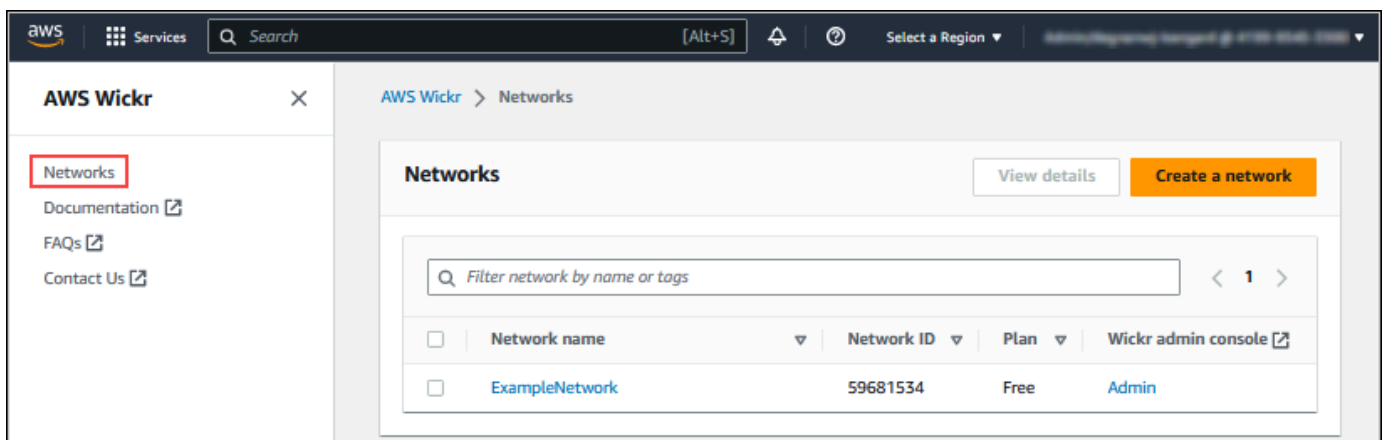 aws Services Search [Alt+S] Select a Region
AWS Wickr
AWS Wickr > Networks
Networks
Documentation
FAQs
Contact Us
Networks View details Create a network
Filter network by name or tags < 1 >
Network name Network ID Plan Wickr admin console
ExampleNetwork 59681534 Free Admin